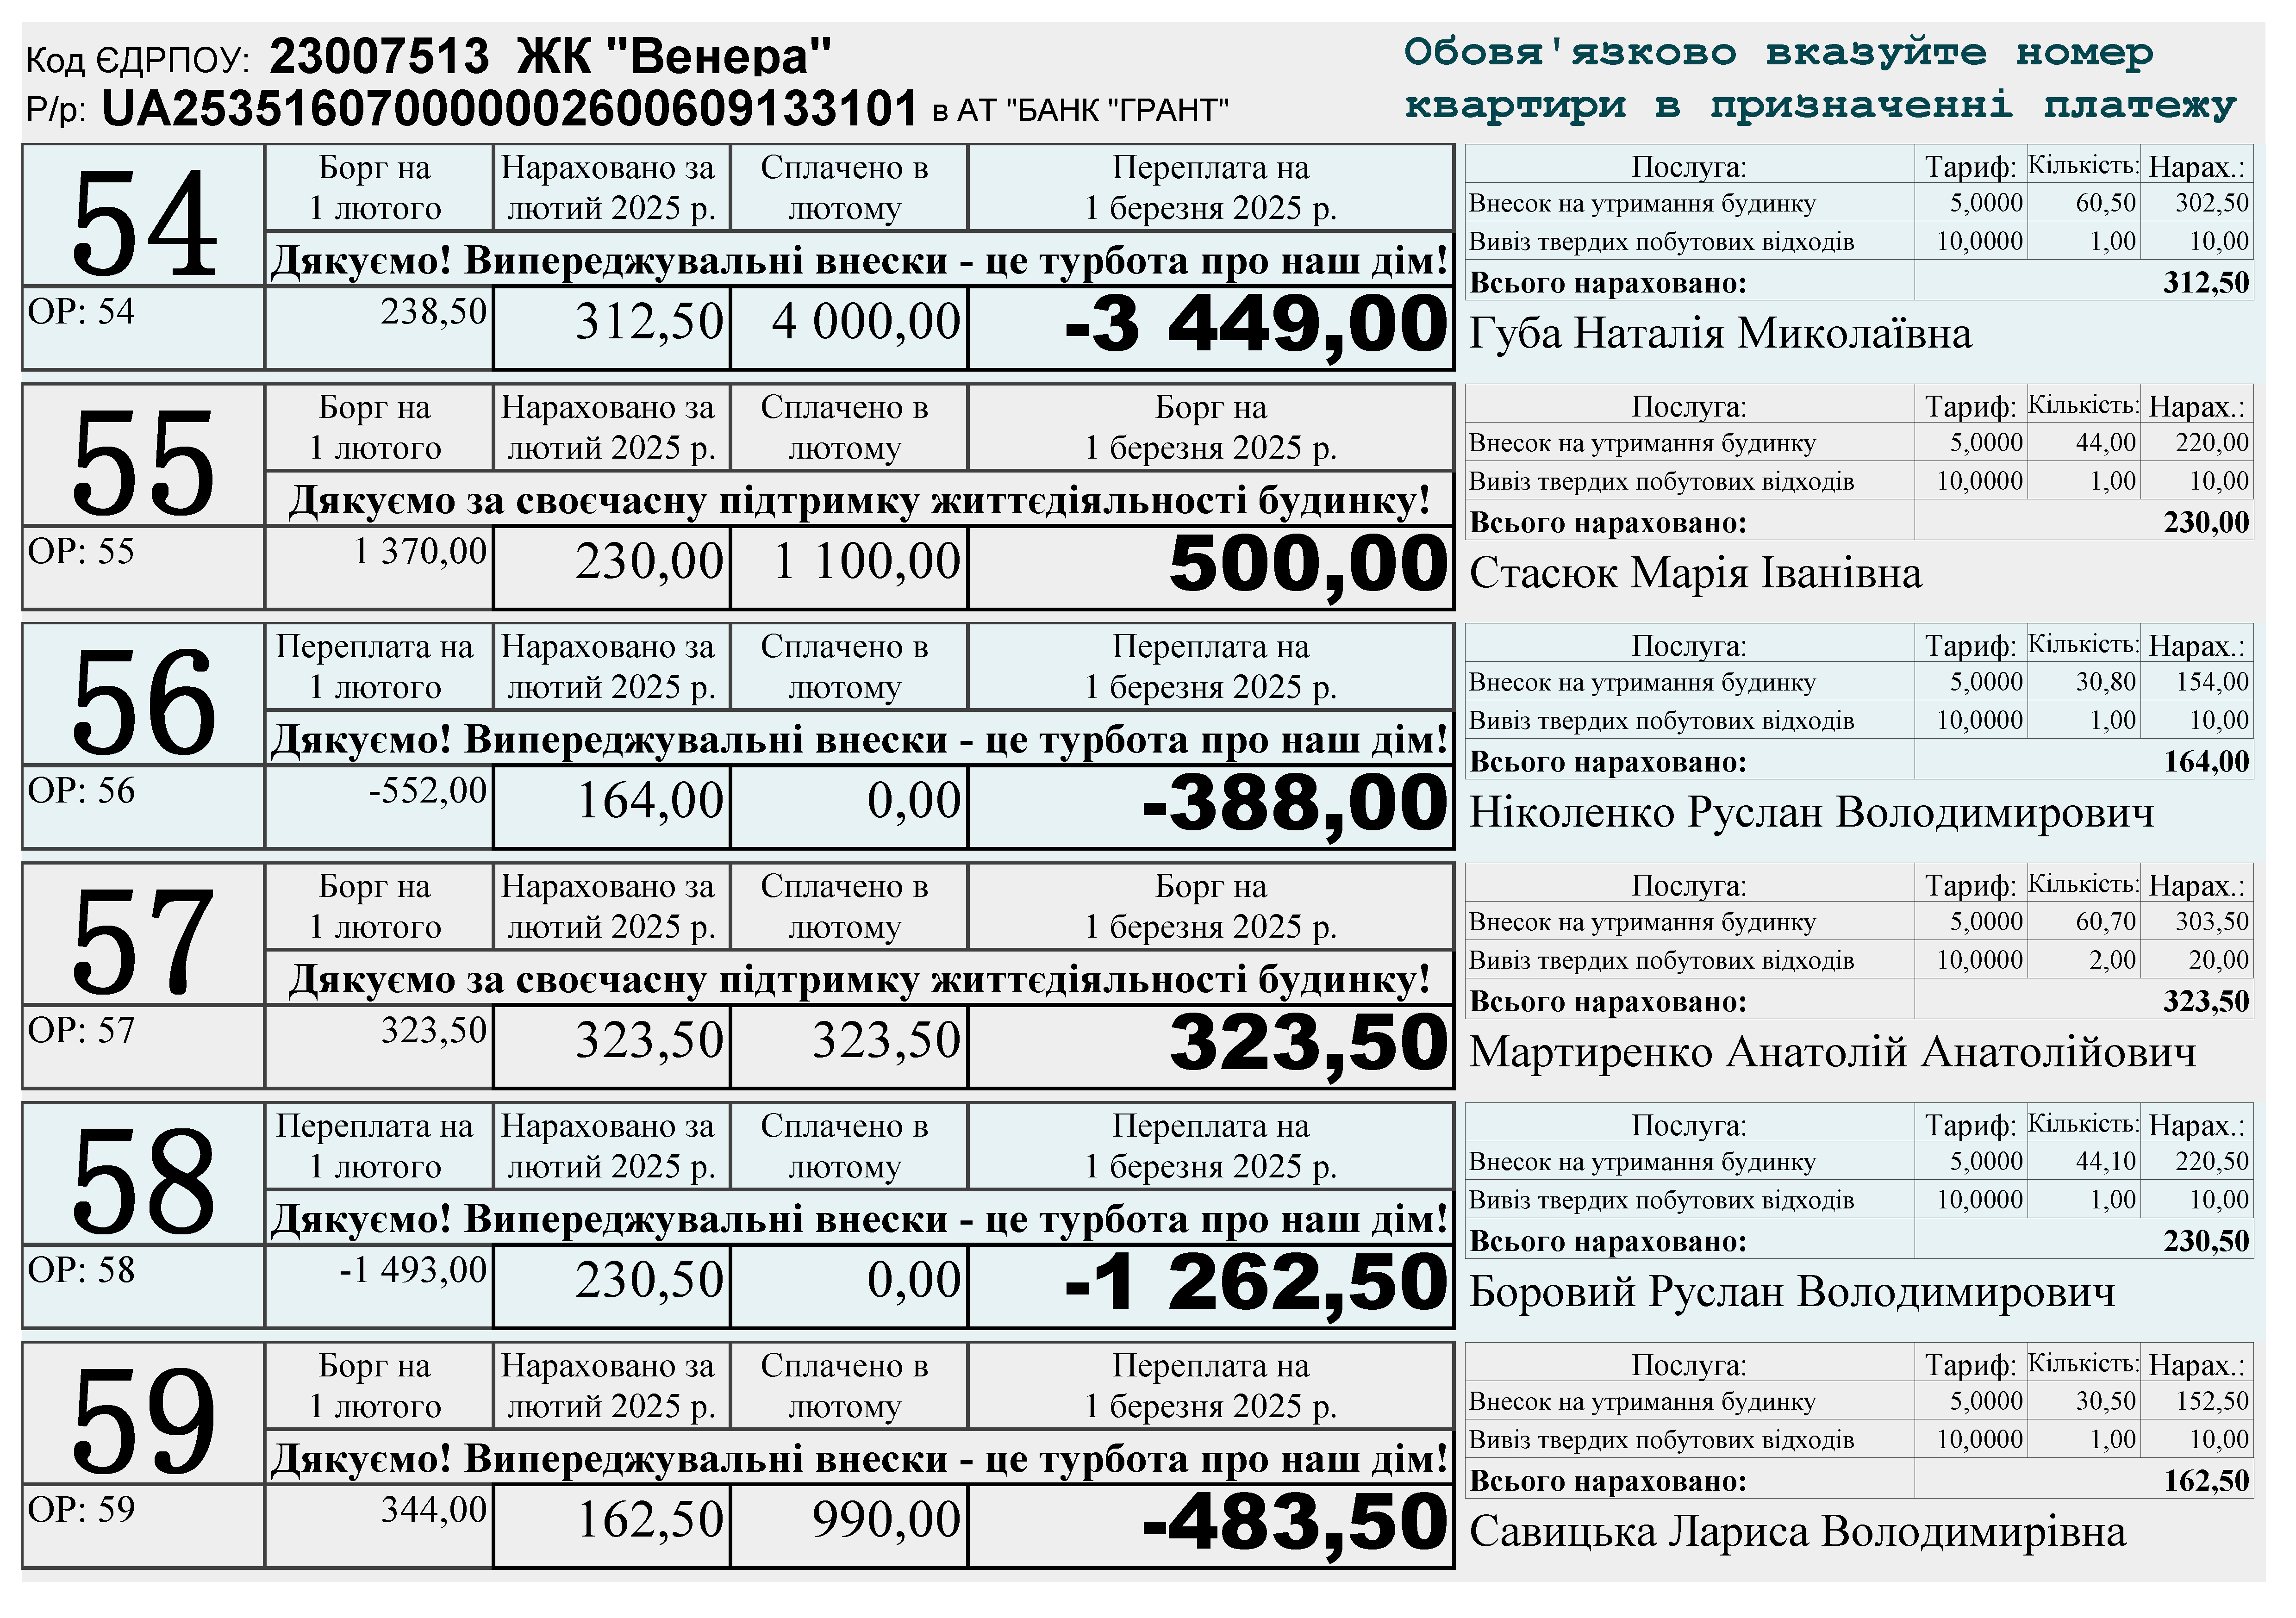 Код ЄДРПОУ: 23007513 ЖК "Венера"
Р/р: UA253516070000002600609133101 в АТ "БАНК "ГРАНТ"
Обовя'язково вказуйте номер
квартири в призначенні платежу
54
Борг на
1 лютого
Нараховано за
лютий 2025 р.
Сплачено в
лютому
Переплата на
1 березня 2025 р.
Дякуємо! Випереджувальні внески - це турбота про наш дім!
ОР: 54 238,50 312,50 4 000,00 -3 449,00
Послуга: Тариф: Кількість: Нарах.:
Внесок на утримання будинку 5,0000 60,50 302,50
Вивіз твердих побутових відходів 10,0000 1,00 10,00
Всього нараховано: 312,50
Губа Наталія Миколаївна
55
Борг на
1 лютого
Нараховано за
лютий 2025 р.
Сплачено в
лютому
Борг на
1 березня 2025 р.
Дякуємо за своєчасну підтримку життєдіяльності будинку!
ОР: 55 1 370,00 230,00 1 100,00 500,00
Послуга: Тариф: Кількість: Нарах.:
Внесок на утримання будинку 5,0000 44,00 220,00
Вивіз твердих побутових відходів 10,0000 1,00 10,00
Всього нараховано: 230,00
Стасюк Марія Іванівна
56
Переплата на
1 лютого
Нараховано за
лютий 2025 р.
Сплачено в
лютому
Переплата на
1 березня 2025 р.
Дякуємо! Випереджувальні внески - це турбота про наш дім!
ОР: 56 -552,00 164,00 0,00 -388,00
Послуга: Тариф: Кількість: Нарах.:
Внесок на утримання будинку 5,0000 30,80 154,00
Вивіз твердих побутових відходів 10,0000 1,00 10,00
Всього нараховано: 164,00
Ніколенко Руслан Володимирович
57
Борг на
1 лютого
Нараховано за
лютий 2025 р.
Сплачено в
лютому
Борг на
1 березня 2025 р.
Дякуємо за своєчасну підтримку життєдіяльності будинку!
ОР: 57 323,50 323,50 323,50 323,50
Послуга: Тариф: Кількість: Нарах.:
Внесок на утримання будинку 5,0000 60,70 303,50
Вивіз твердих побутових відходів 10,0000 2,00 20,00
Всього нараховано: 323,50
Мартиренко Анатолій Анатолійович
58
Переплата на
1 лютого
Нараховано за
лютий 2025 р.
Сплачено в
лютому
Переплата на
1 березня 2025 р.
Дякуємо! Випереджувальні внески - це турбота про наш дім!
ОР: 58 -1 493,00 230,50 0,00 -1 262,50
Послуга: Тариф: Кількість: Нарах.:
Внесок на утримання будинку 5,0000 44,10 220,50
Вивіз твердих побутових відходів 10,0000 1,00 10,00
Всього нараховано: 230,50
Боровий Руслан Володимирович
59
Борг на
1 лютого
Нараховано за
лютий 2025 р.
Сплачено в
лютому
Переплата на
1 березня 2025 р.
Дякуємо! Випереджувальні внески - це турбота про наш дім!
ОР: 59 344,00 162,50 990,00 -483,50
Послуга: Тариф: Кількість: Нарах.:
Внесок на утримання будинку 5,0000 30,50 152,50
Вивіз твердих побутових відходів 10,0000 1,00 10,00
Всього нараховано: 162,50
Савицька Лариса Володимирівна